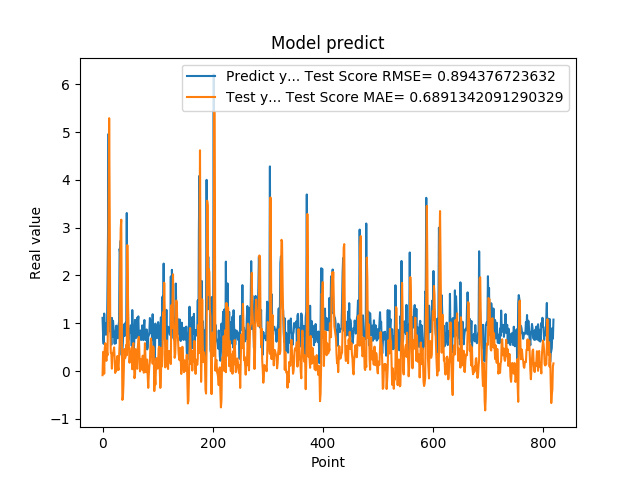 Model predict
Predict y... Test Score RMSE= 0.894376723632
Test y... Test Score MAE= 0.6891342091290329
Real value
6
5
4
3
2
1
0
−1
0 200 400 600 800
Point